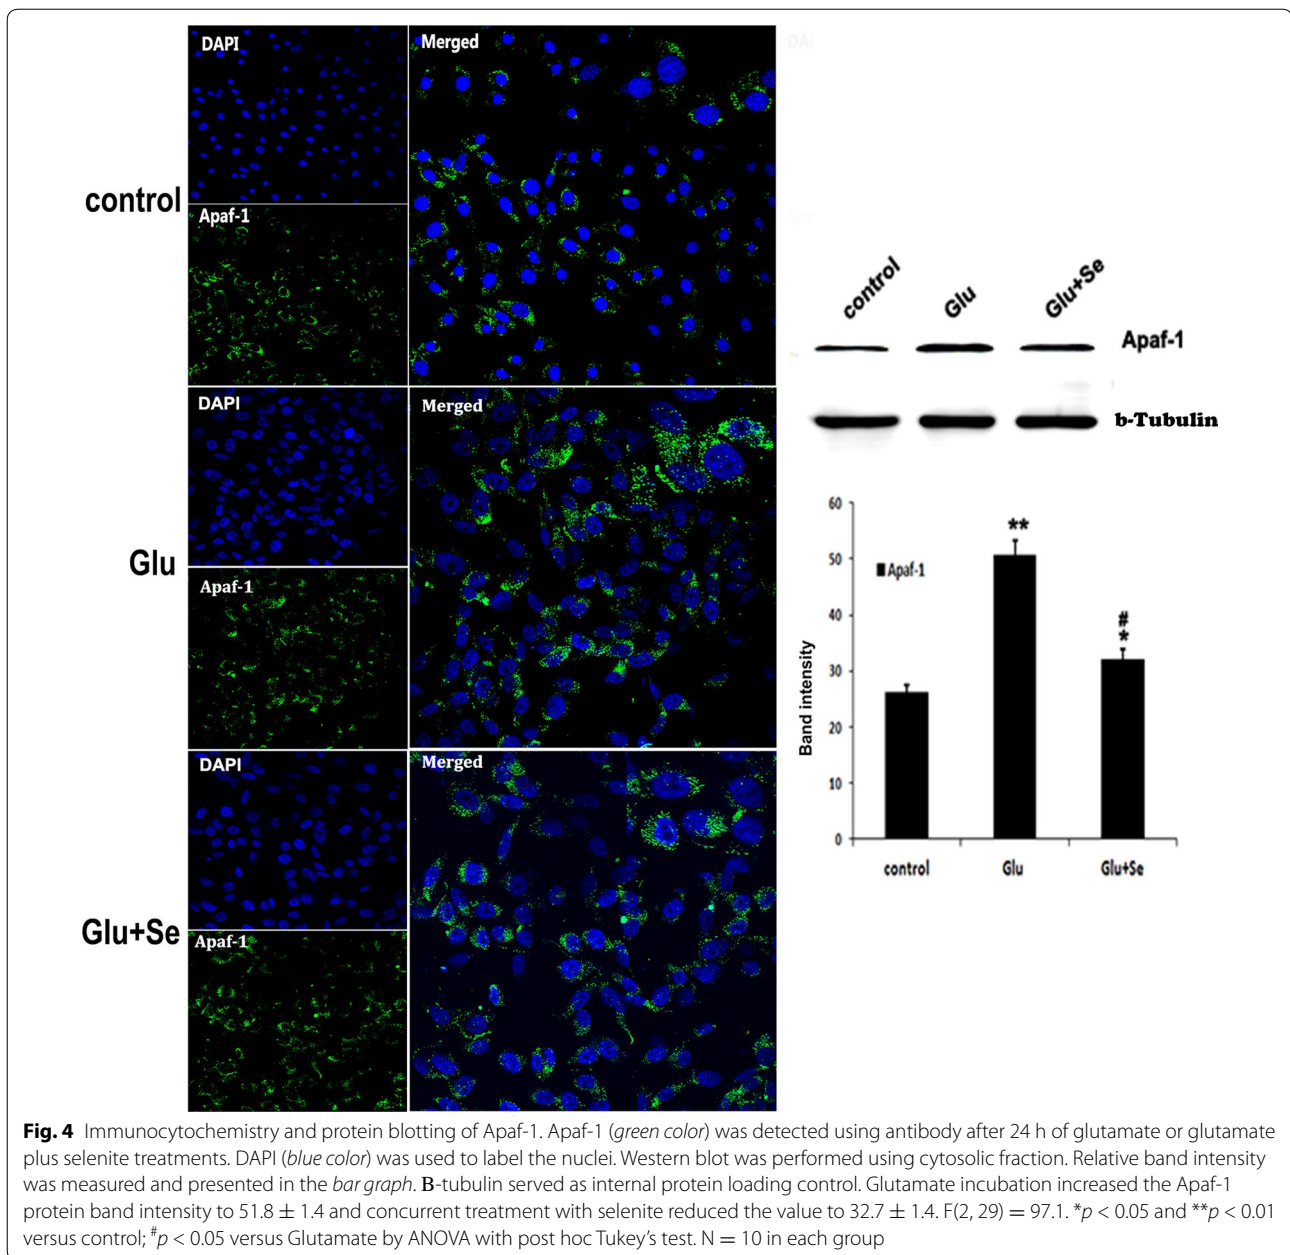 DAPI
Merged
control
Apaf-1
DAPI
Merged
Glu
Apaf-1
DAPI
Merged
Glu+Se
Apaf-1
control
Glu
Glu+Se
Apaf-1
b-Tubulin
60
50
40
30
20
10
0
Band intensity
Apaf-1
**
#
*
control
Glu
Glu+Se
Fig. 4 Immunocytochemistry and protein blotting of Apaf-1. Apaf-1 (green color) was detected using antibody after 24 h of glutamate or glutamate
plus selenite treatments. DAPI (blue color) was used to label the nuclei. Western blot was performed using cytosolic fraction. Relative band intensity
was measured and presented in the bar graph. B-tubulin served as internal protein loading control. Glutamate incubation increased the Apaf-1
protein band intensity to 51.8 ± 1.4 and concurrent treatment with selenite reduced the value to 32.7 ± 1.4. F(2, 29) = 97.1. *p < 0.05 and **p < 0.01
versus control; #p < 0.05 versus Glutamate by ANOVA with post hoc Tukey's test. N = 10 in each group